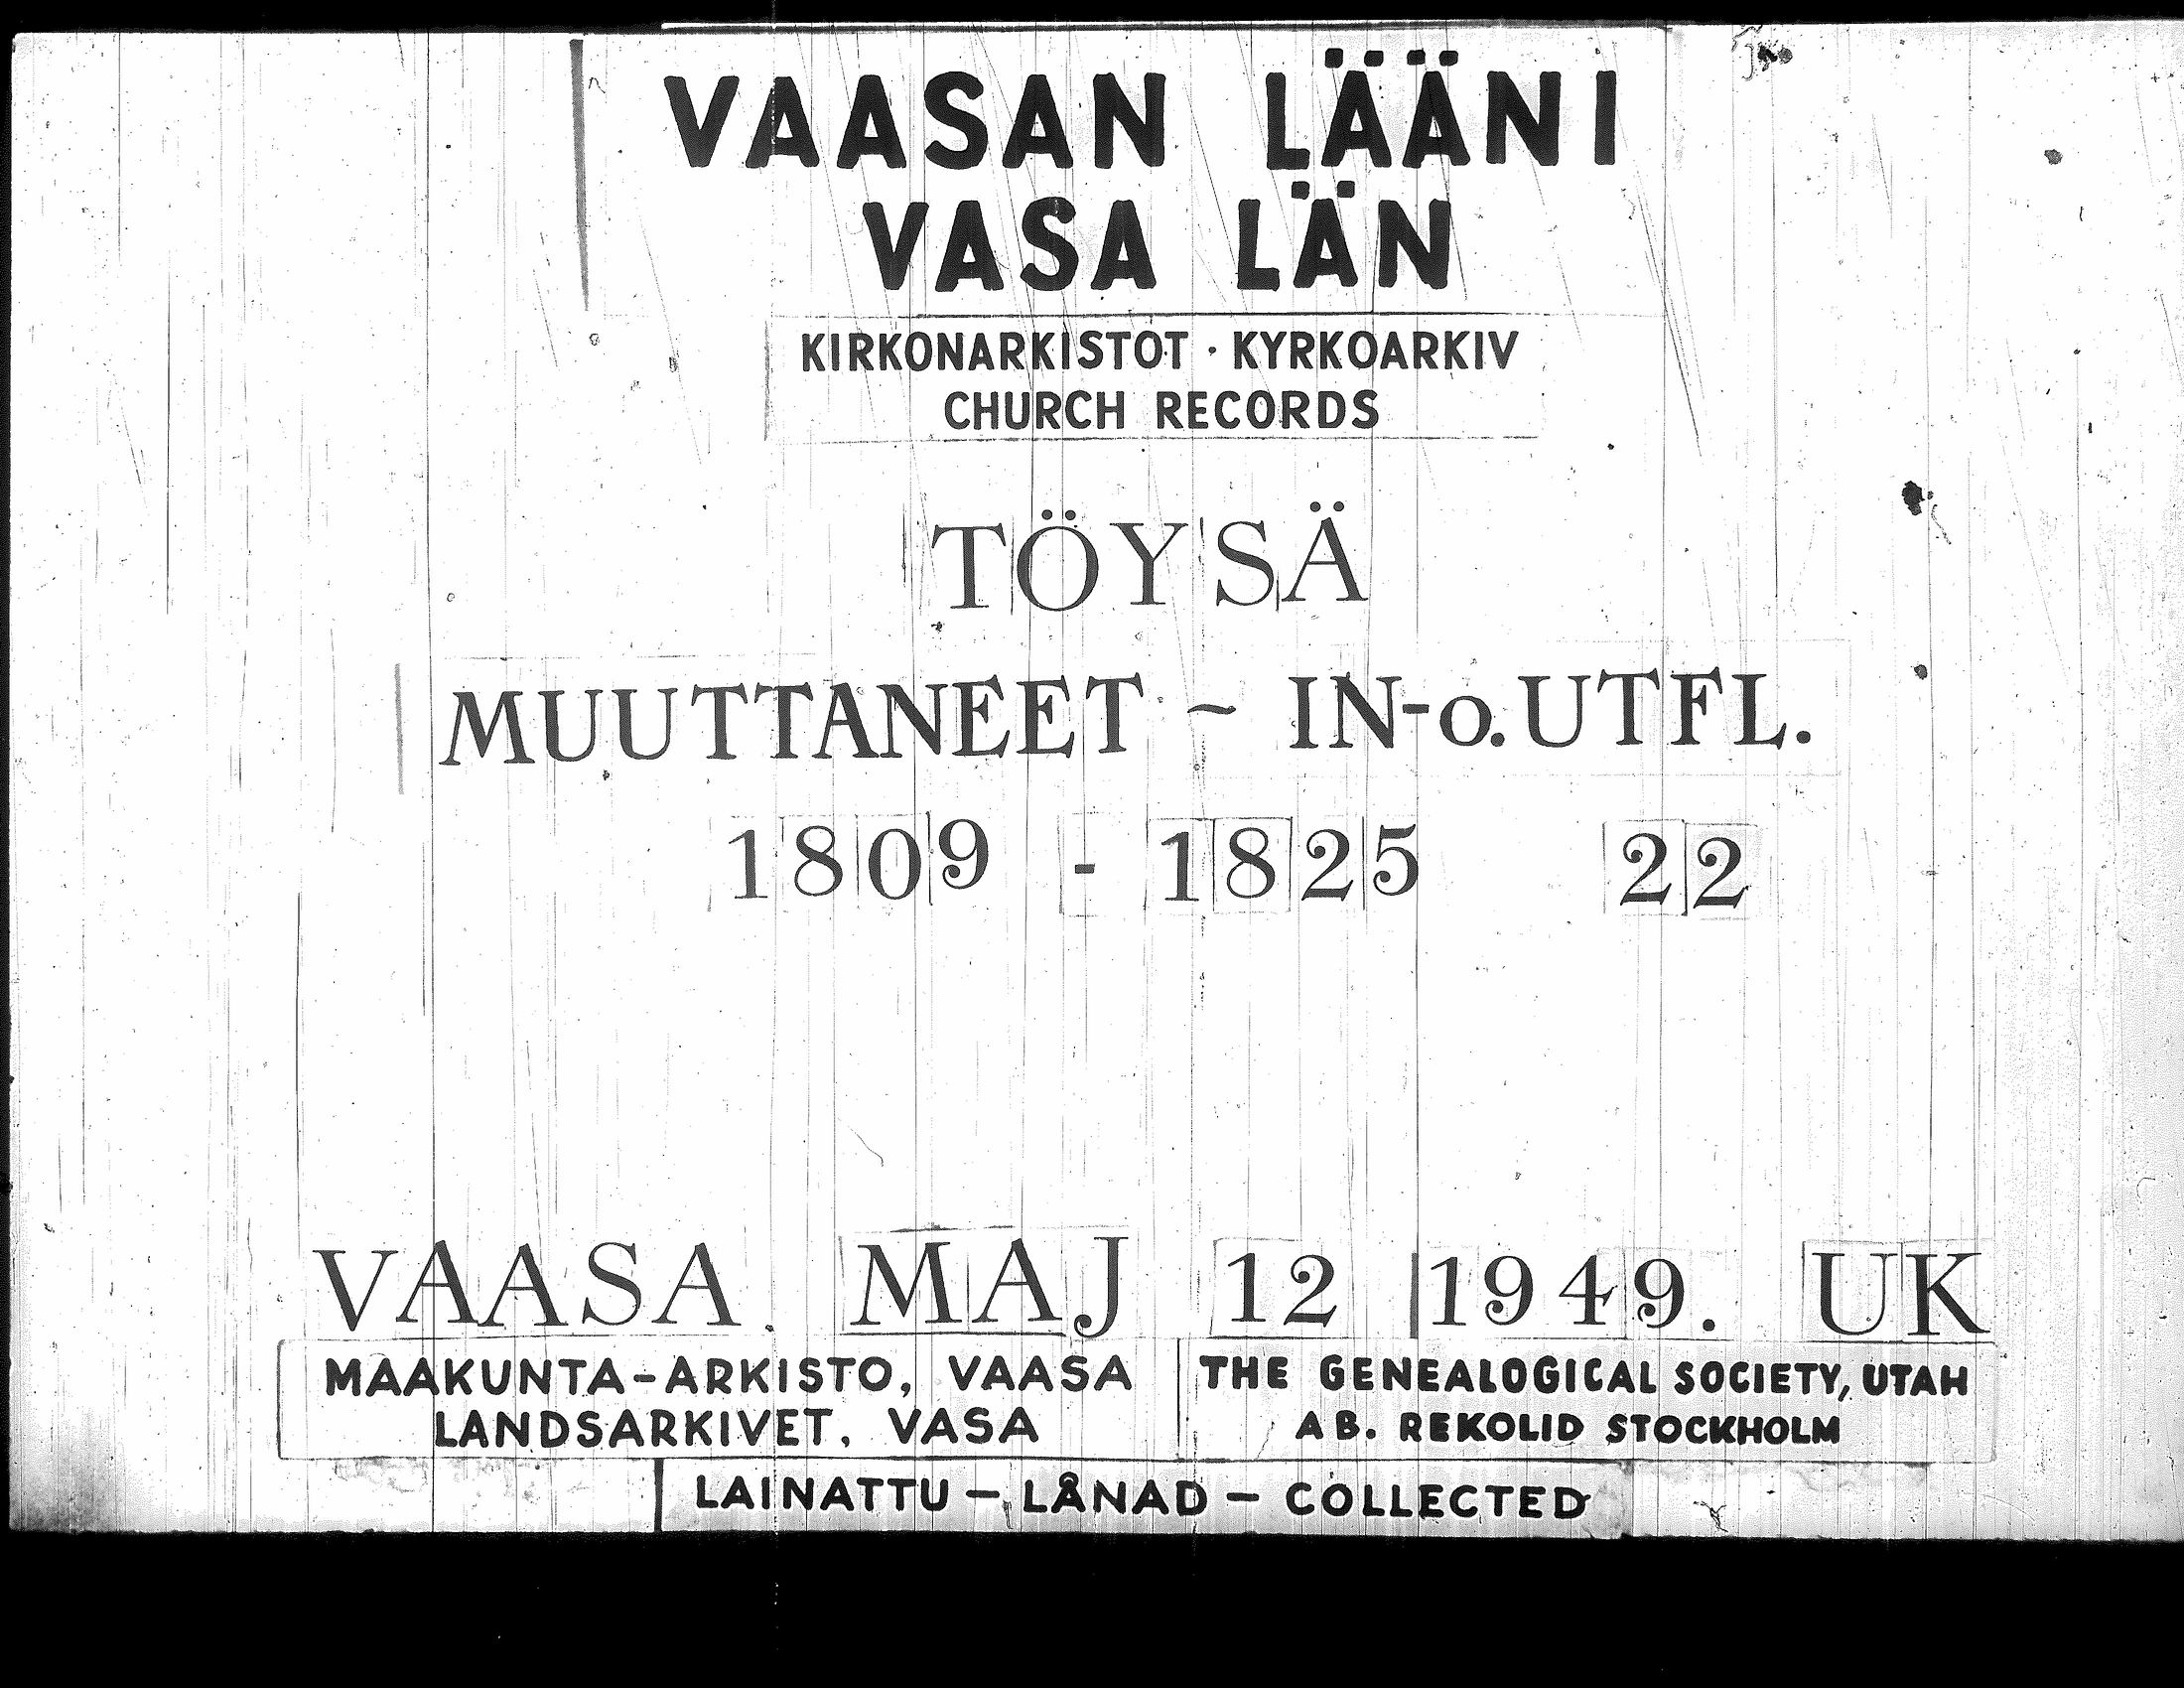 VAASAN LÄÄNI
VASA LÄN
KIRKONARKISTOT · KYRKOARKIV
CHURCH RECORDS
TÖYSÄ
MUUTTANEET ~ IN-o.UTFL.
1809 - 1825 22
VAASA. MAJ 12 1949. UK
MAAKUNTA-ARKISTO, VAASA
LANDSARKIVET, VASA
THE GENEALOGICAL SOCIETY, UTAH
AB. REKOLID STOCKHOLM
LAINATTU — LÅNAD — COLLECTED